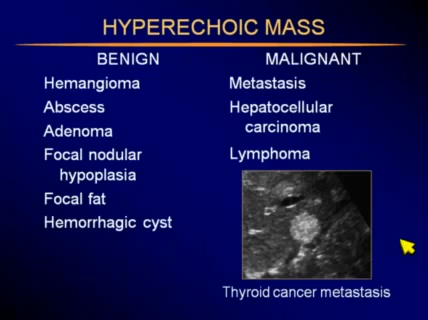 HYPERECHOIC MASS
BENIGN
Hemangioma
Abscess
Adenoma
Focal nodular
hypoplasia
Focal fat
Hemorrhagic cyst
MALIGNANT
Metastasis
Hepatocellular
carcinoma
Lymphoma
Thyroid cancer metastasis